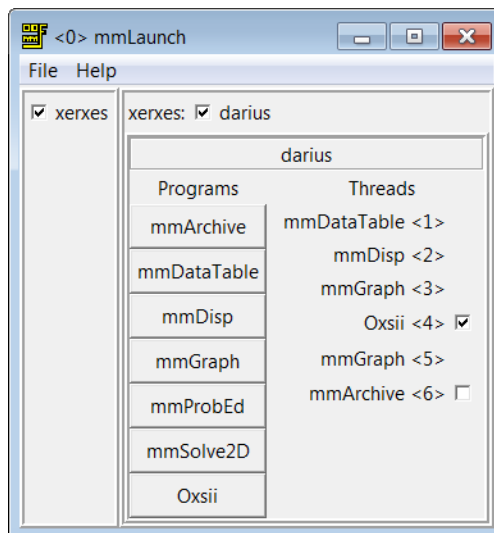 <0> mmLaunch
File Help
xerxes
xerxes: darius
darius
Programs
mmArchive
mmDataTable
mmDisp
mmGraph
mmProbEd
mmSolve2D
Oxsii
Threads
mmDataTable <1>
mmDisp <2>
mmGraph <3>
Oxsii <4>
mmGraph <5>
mmArchive <6>